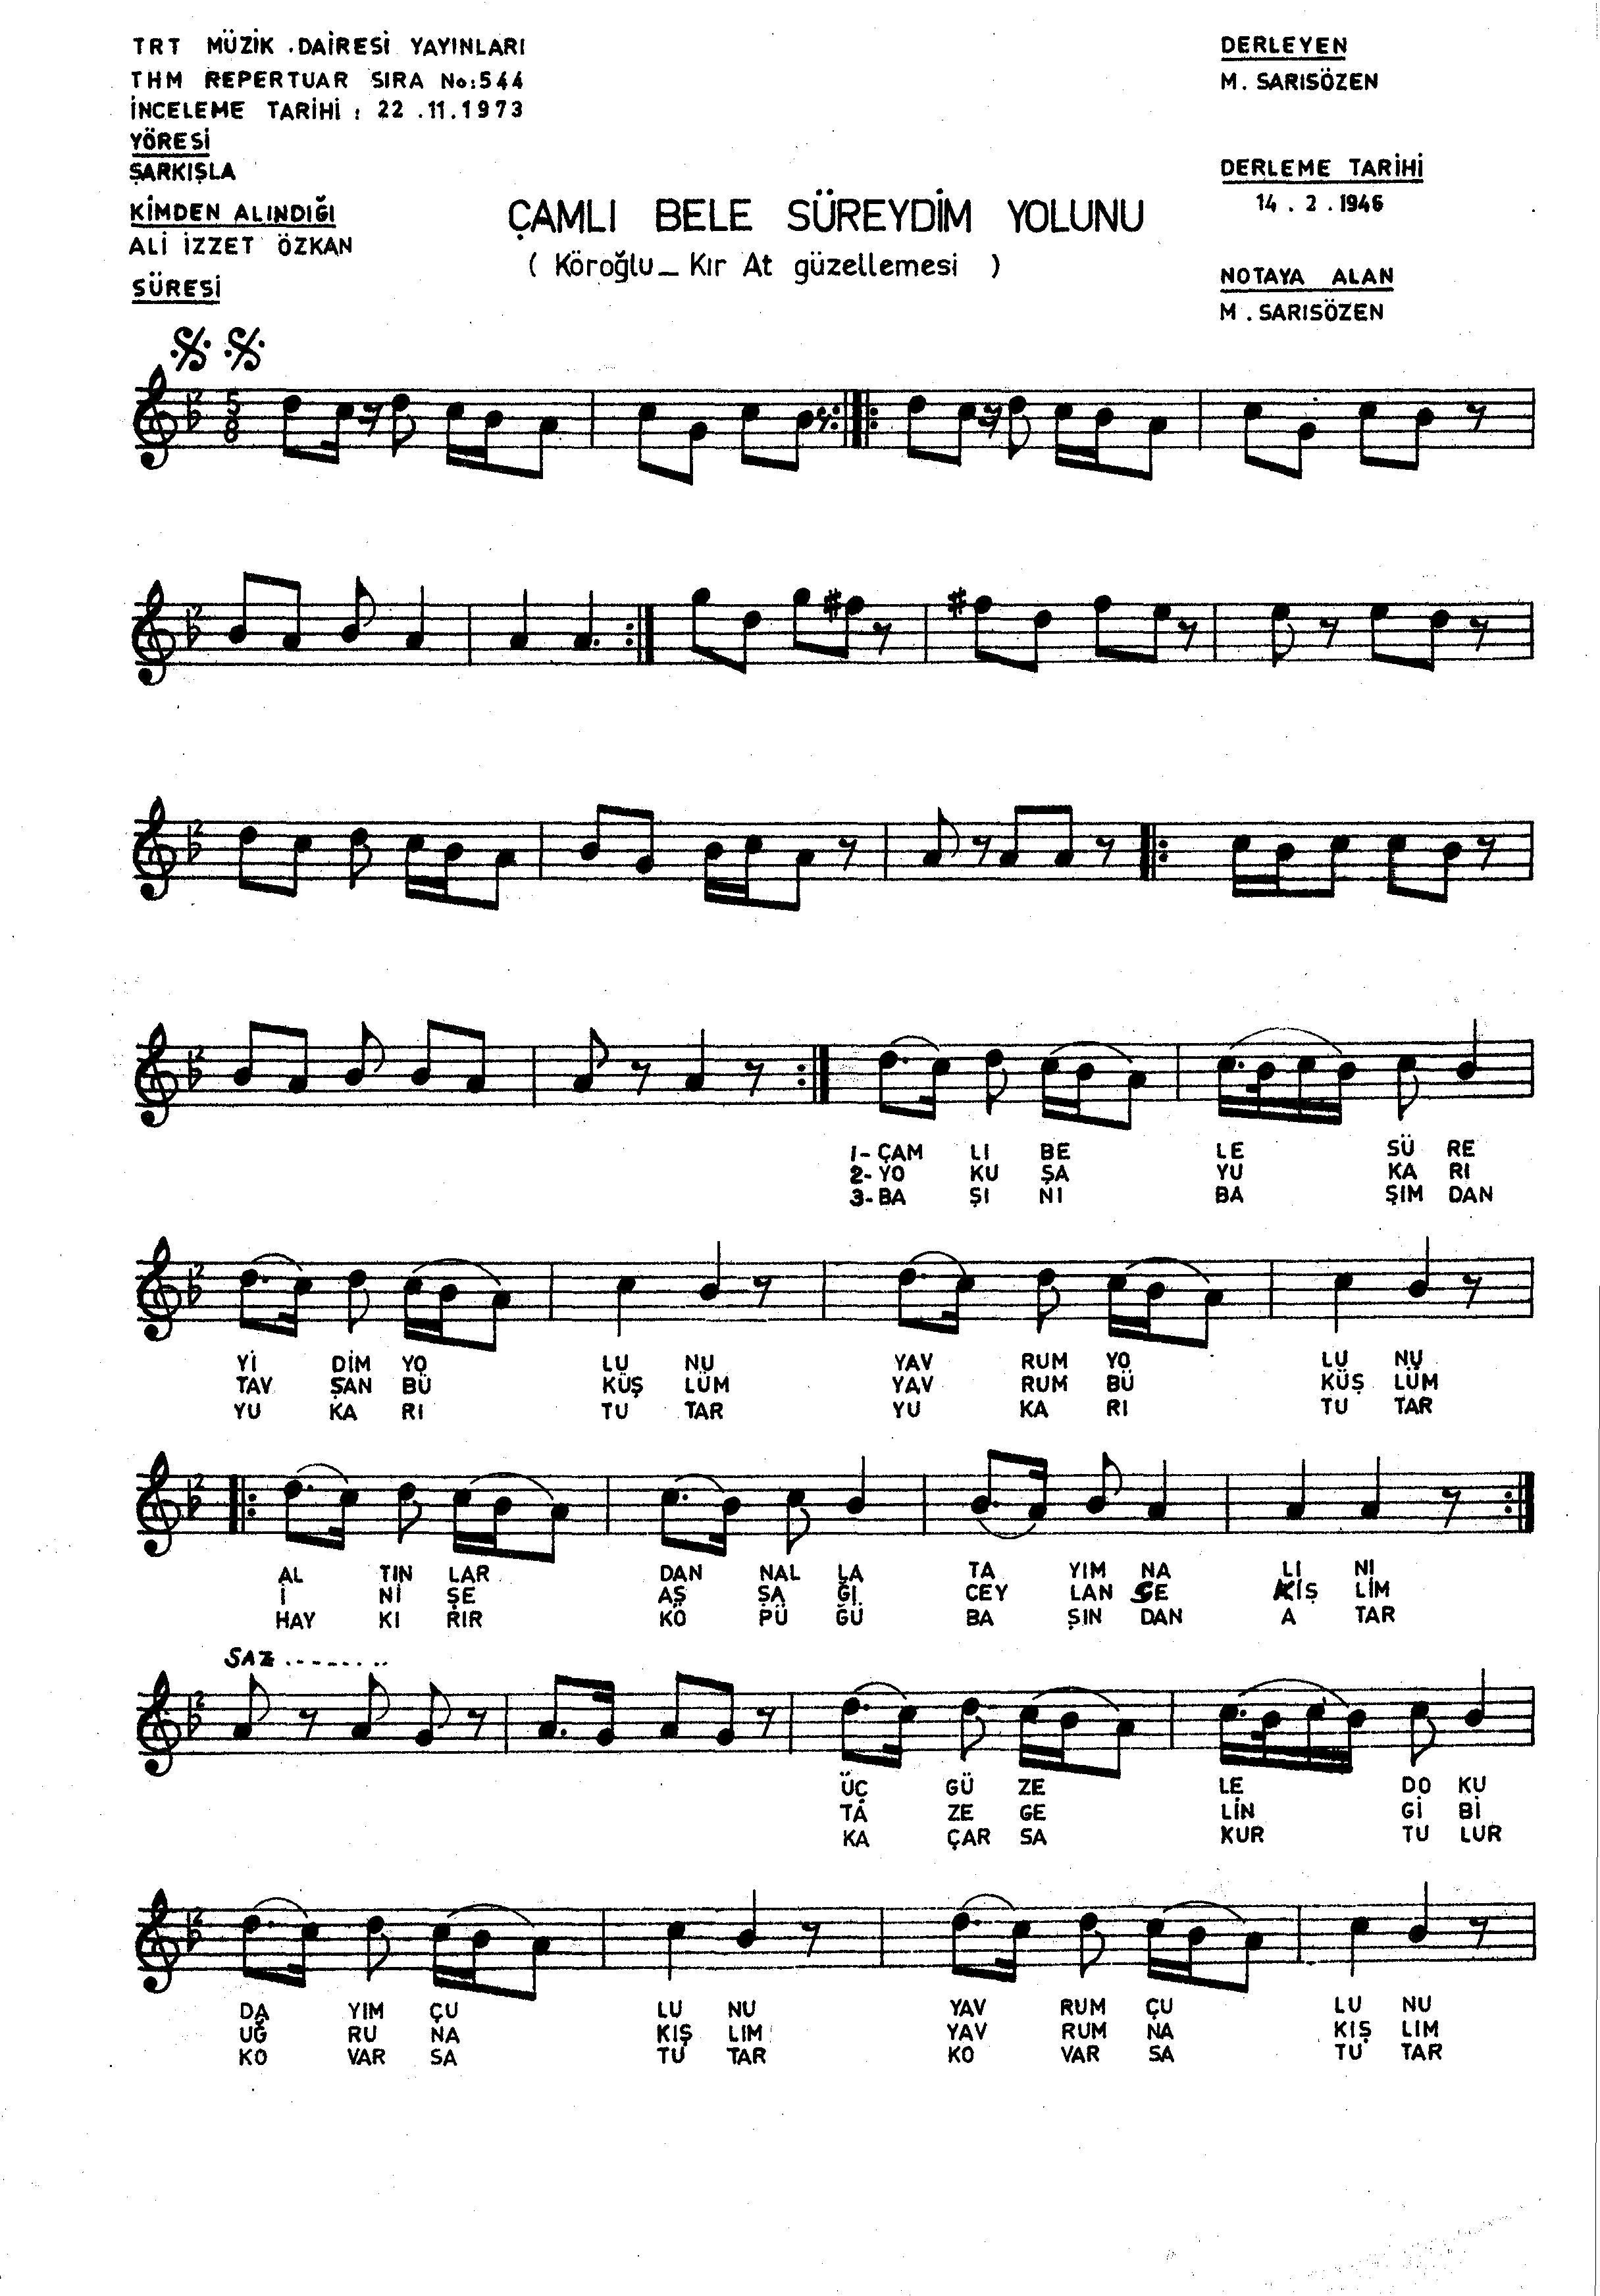 TRT MÜZİK DAİRESİ YAYINLARI
THM REPERTUAR SIRA No:544
İNCELEME TARİHİ : 22.11.1973
YÖRESİ
ŞARKIŞLA
KİMDEN ALINDIĞI
ALİ İZZET ÖZKAN
SÜRESİ
DERLEYEN
M. SARISÖZEN
DERLEME TARİHİ
14.2.1946
NOTAYA ALAN
M. SARISÖZEN
ÇAMLI BELE SÜREYDİM YOLUNU
( Köroğlu_ Kır At güzellemesi )
5
8
1- ÇAM LI BE LE SÜ RE
2- YO KU ŞA YU KA RI
3- BA ŞI NI BA ŞIM DAN
Yİ DİM YO LU NU YAV RUM YO LU NU
TAV ŞAN BÜ KÜŞ LÜM YAV RUM BÜ KÜŞ LÜM
YU KA RI TU TAR YU KA RI TU TAR
AL TIN LAR DAN NAL LA TA YIM NA LI NI
İ Nİ ŞE AŞ ŞA ĞI CEY LAN SE KİŞ LİM
HAY KI RIR KÖ PÜ ĞÜ BA ŞIN DAN A TAR
SAZ ........
ÜÇ GÜ ZE LE DO KU
TA ZE GE LİN Gİ Bİ
KA ÇAR SA KUR TU LUR
DA YIM ÇU LU NU YAV RUM ÇU LU NU
UĞ RU NA KIŞ LIM YAV RUM NA KIŞ LIM
KO VAR SA TU TAR KO VAR SA TU TAR